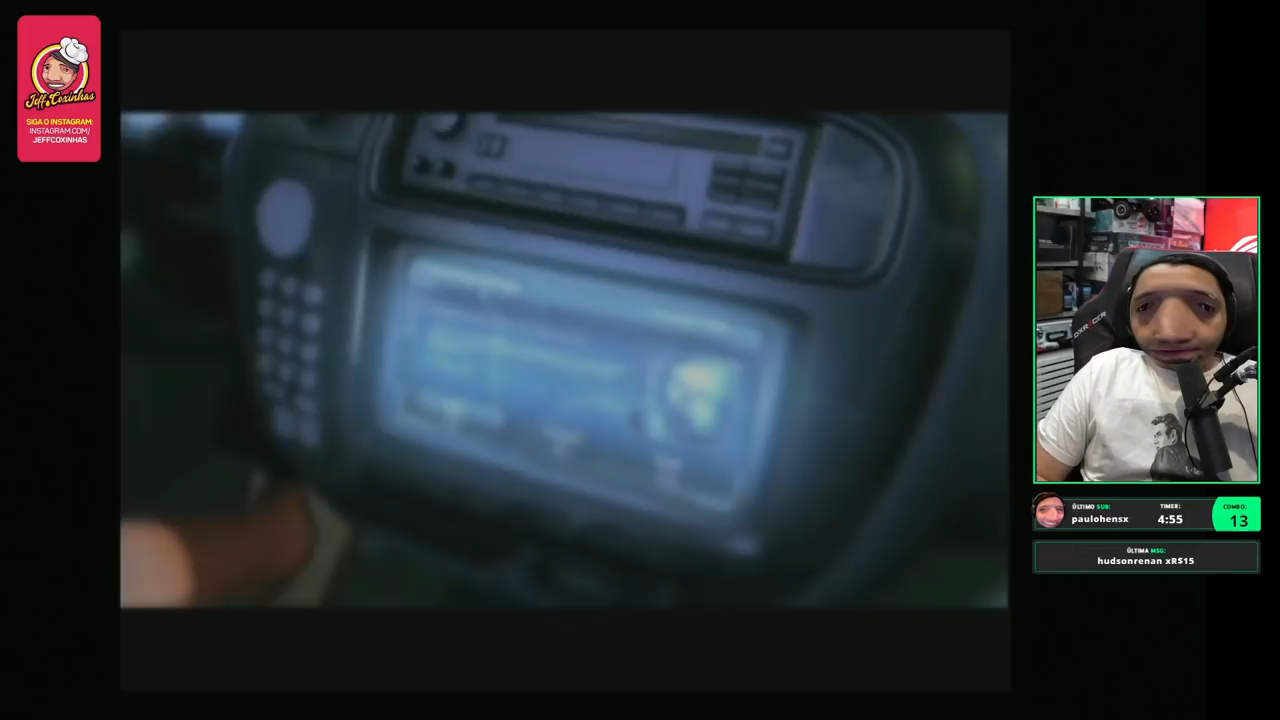 Jeff Coxinhas
SIGA O INSTAGRAM:
INSTAGRAM.COM/
JEFFCOXINHAS
DXRACER
ÚLTIMO SUB:
paulohensx
TIMER:
4:55
COMBO:
13
ÚLTIMA MSG:
hudsonrenan xR$15